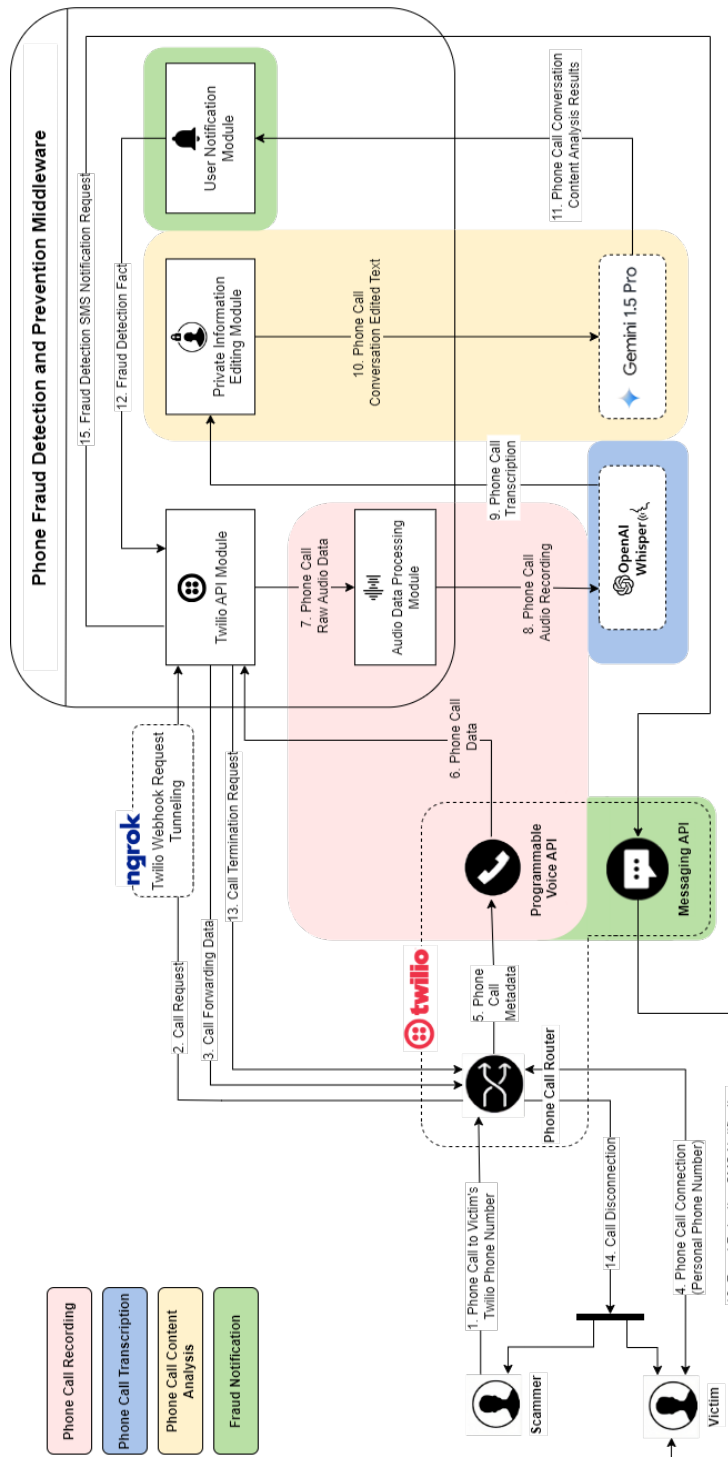 Phone Call Recording
Phone Call Transcription
Phone Call Content
Analysis
Fraud Notification
Phone Fraud Detection and Prevention Middleware
15. Fraud Detection SMS Notification Request
12. Fraud Detection Fact
ngrok
Twilio Webhook Request
Tunneling
2. Call Request
3. Call Forwarding Data
13. Call Termination Request
Twilio API Module
Private Information
Editing Module
User Notification
Module
7. Phone Call
Raw Audio Data
Audio Data Processing
Module
10. Phone Call
Conversation Edited Text
11. Phone Call Conversation
Content Analysis Results
twilio
1. Phone Call to Victim's
Twilio Phone Number
Scammer
Phone Call Router
5. Phone
Call
Metadata
Programmable
Voice API
6. Phone Call
Data
8. Phone Call
Audio Recording
9. Phone Call
Transcription
OpenAI
Whisper
Gemini 1.5 Pro
14. Call Disconnection
4. Phone Call Connection
(Personal Phone Number)
Victim
Messaging API